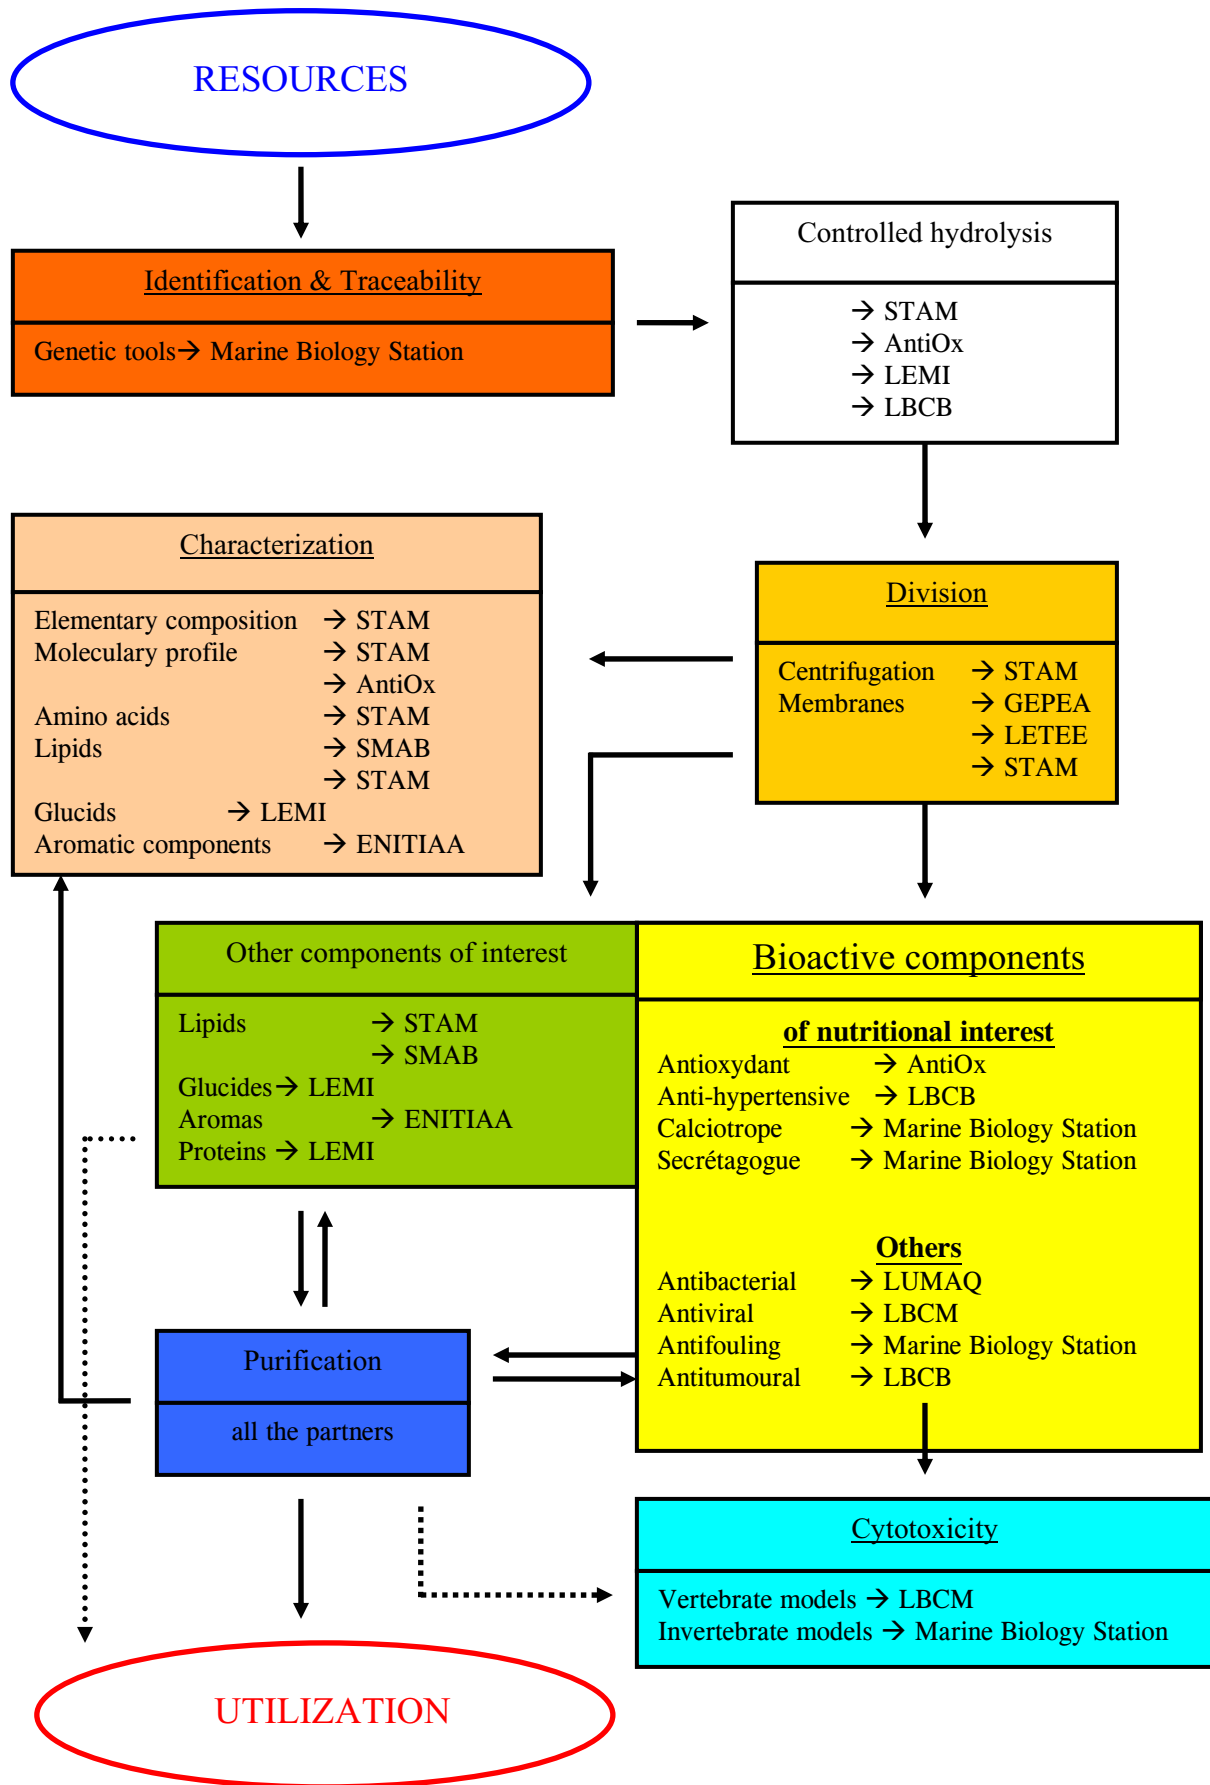 RESOURCES
Identification & Traceability
Genetic tools→ Marine Biology Station
Controlled hydrolysis
→ STAM
→ AntiOx
→ LEMI
→ LBCB
Characterization
Elementary composition → STAM
Moleculary profile → STAM
→ AntiOx
Amino acids → STAM
Lipids → SMAB
→ STAM
Glucids → LEMI
Aromatic components → ENITIAA
Division
Centrifugation → STAM
Membranes → GEPEA
→ LETEE
→ STAM
Other components of interest
Lipids → STAM
→ SMAB
Glucides→ LEMI
Aromas → ENITIAA
Proteins → LEMI
Bioactive components
of nutritional interest
Antioxydant → AntiOx
Anti-hypertensive → LBCB
Calciotrope → Marine Biology Station
Secrétagogue → Marine Biology Station
Others
Antibacterial → LUMAQ
Antiviral → LBCM
Antifouling → Marine Biology Station
Antitumoural → LBCB
Purification
all the partners
Cytotoxicity
Vertebrate models → LBCM
Invertebrate models → Marine Biology Station
UTILIZATION